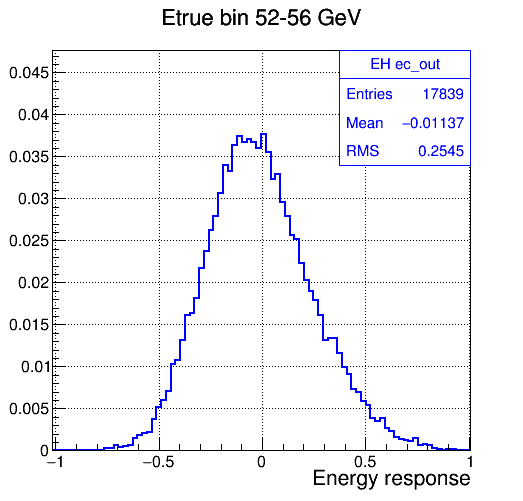 Etrue bin 52-56 GeV
EH ec_out
Entries 17839
Mean −0.01137
RMS 0.2545
0.045
0.04
0.035
0.03
0.025
0.02
0.015
0.01
0.005
0
−1 −0.5 0 0.5 1
Energy response